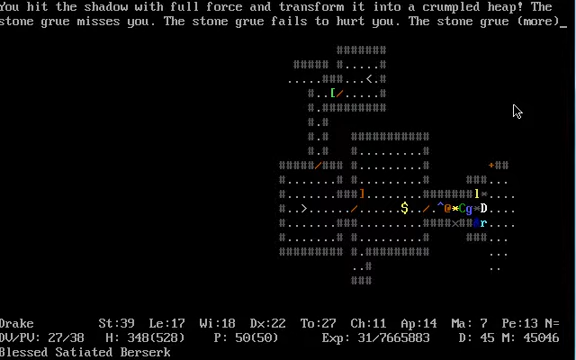 You hit the shadow with full force and transform it into a crumpled heap! The
stone grue misses you. The stone grue fails to hurt you. The stone grue (more)_
Drake St:39 Le:17 Wi:18 Dx:22 To:27 Ch:11 Ap:14 Ma: 7 Pe:13 N=
DV/PV: 27/38 H: 348(528) P: 50(50) Exp: 31/7665883 D: 45 M: 45046
Blessed Satiated Berserk